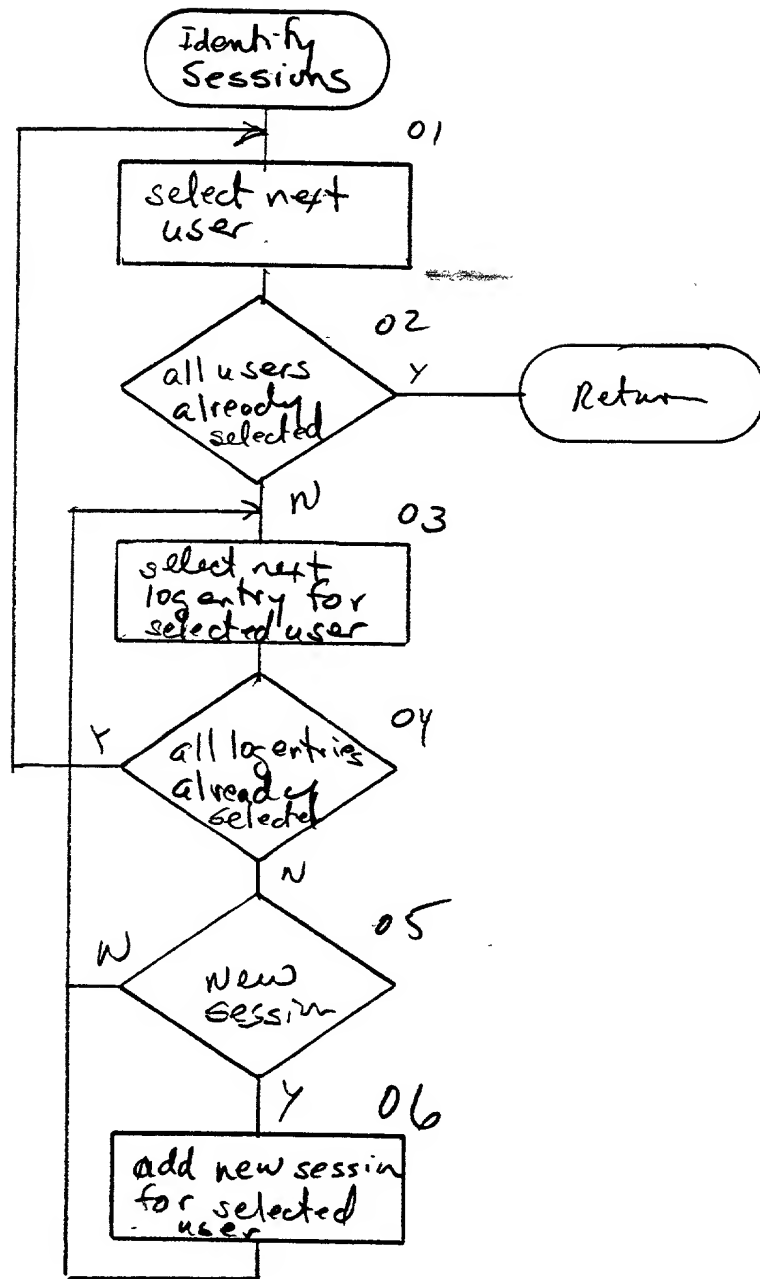 Identify
Sessions
01
select next
user
02
all users
already
selected
Y
Return
N
03
select next
log entry for
selected user
04
Y
all log entries
already
selected
N
05
N
New
session
Y
06
add new sessin
for selected
user